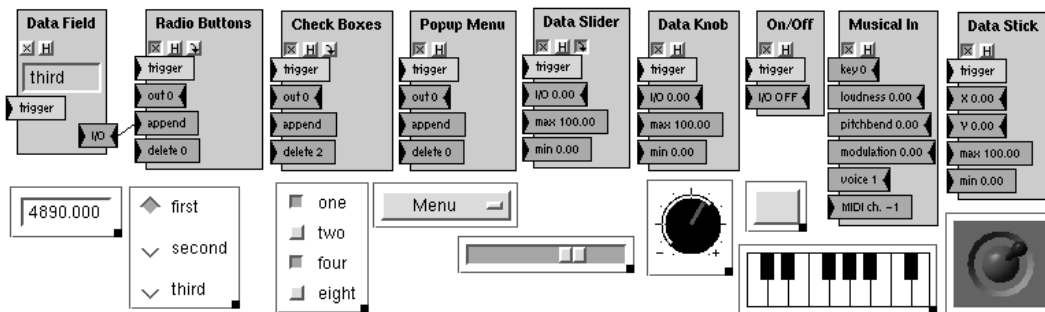 Data Field
H
third
trigger
I/O
Radio Buttons
H
trigger
out 0
append
delete 0
Check Boxes
H
trigger
out 0
append
delete 2
Popup Menu
H
trigger
out 0
append
delete 0
Data Slider
H
trigger
I/O 0.00
max 100.00
min 0.00
Data Knob
H
trigger
I/O 0.00
max 100.00
min 0.00
On/Off
H
trigger
I/O OFF
Musical In
H
key 0
loudness 0.00
pitchbend 0.00
modulation 0.00
voice 1
MIDI ch. -1
Data Stick
H
trigger
X 0.00
Y 0.00
max 100.00
min 0.00
4890.000
first
second
third
one
two
four
eight
Menu
- +